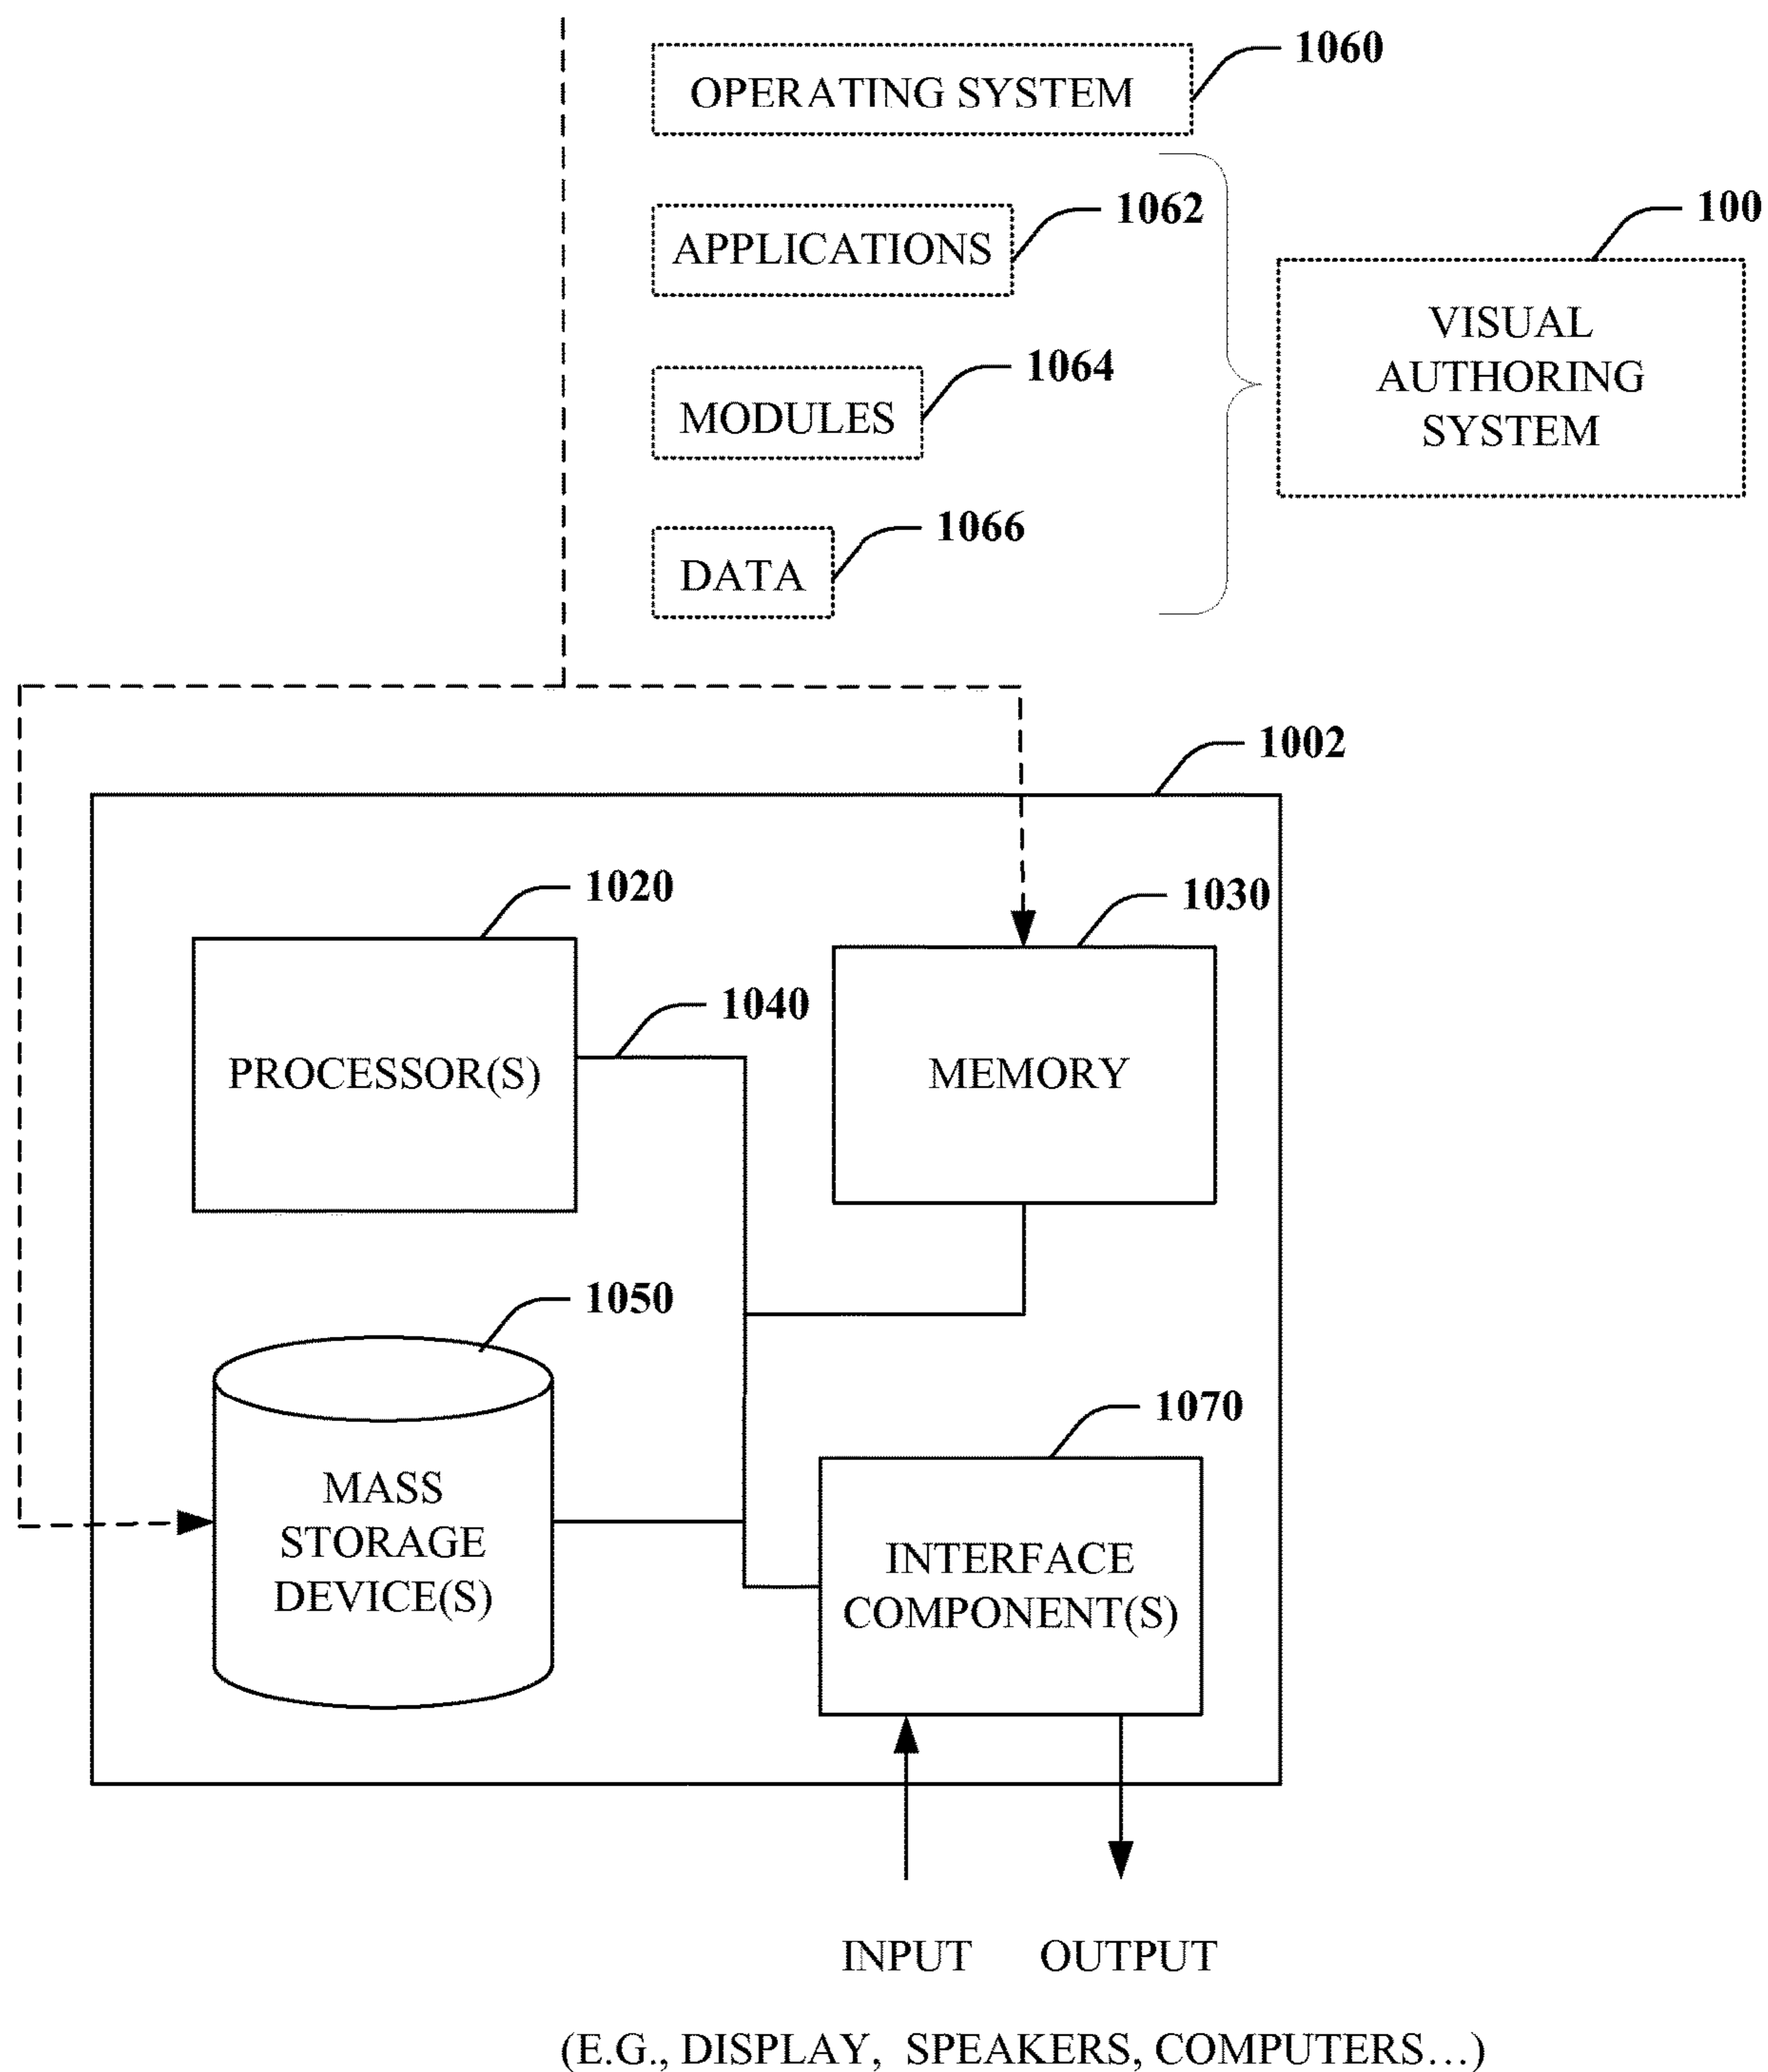 1060
OPERATING SYSTEM
1062
APPLICATIONS
100
VISUAL
AUTHORING
SYSTEM
1064
MODULES
1066
DATA
1002
1020
PROCESSOR(S)
1030
MEMORY
1040
1050
MASS
STORAGE
DEVICE(S)
1070
INTERFACE
COMPONENT(S)
INPUT
OUTPUT
(E.G., DISPLAY, SPEAKERS, COMPUTERS…)